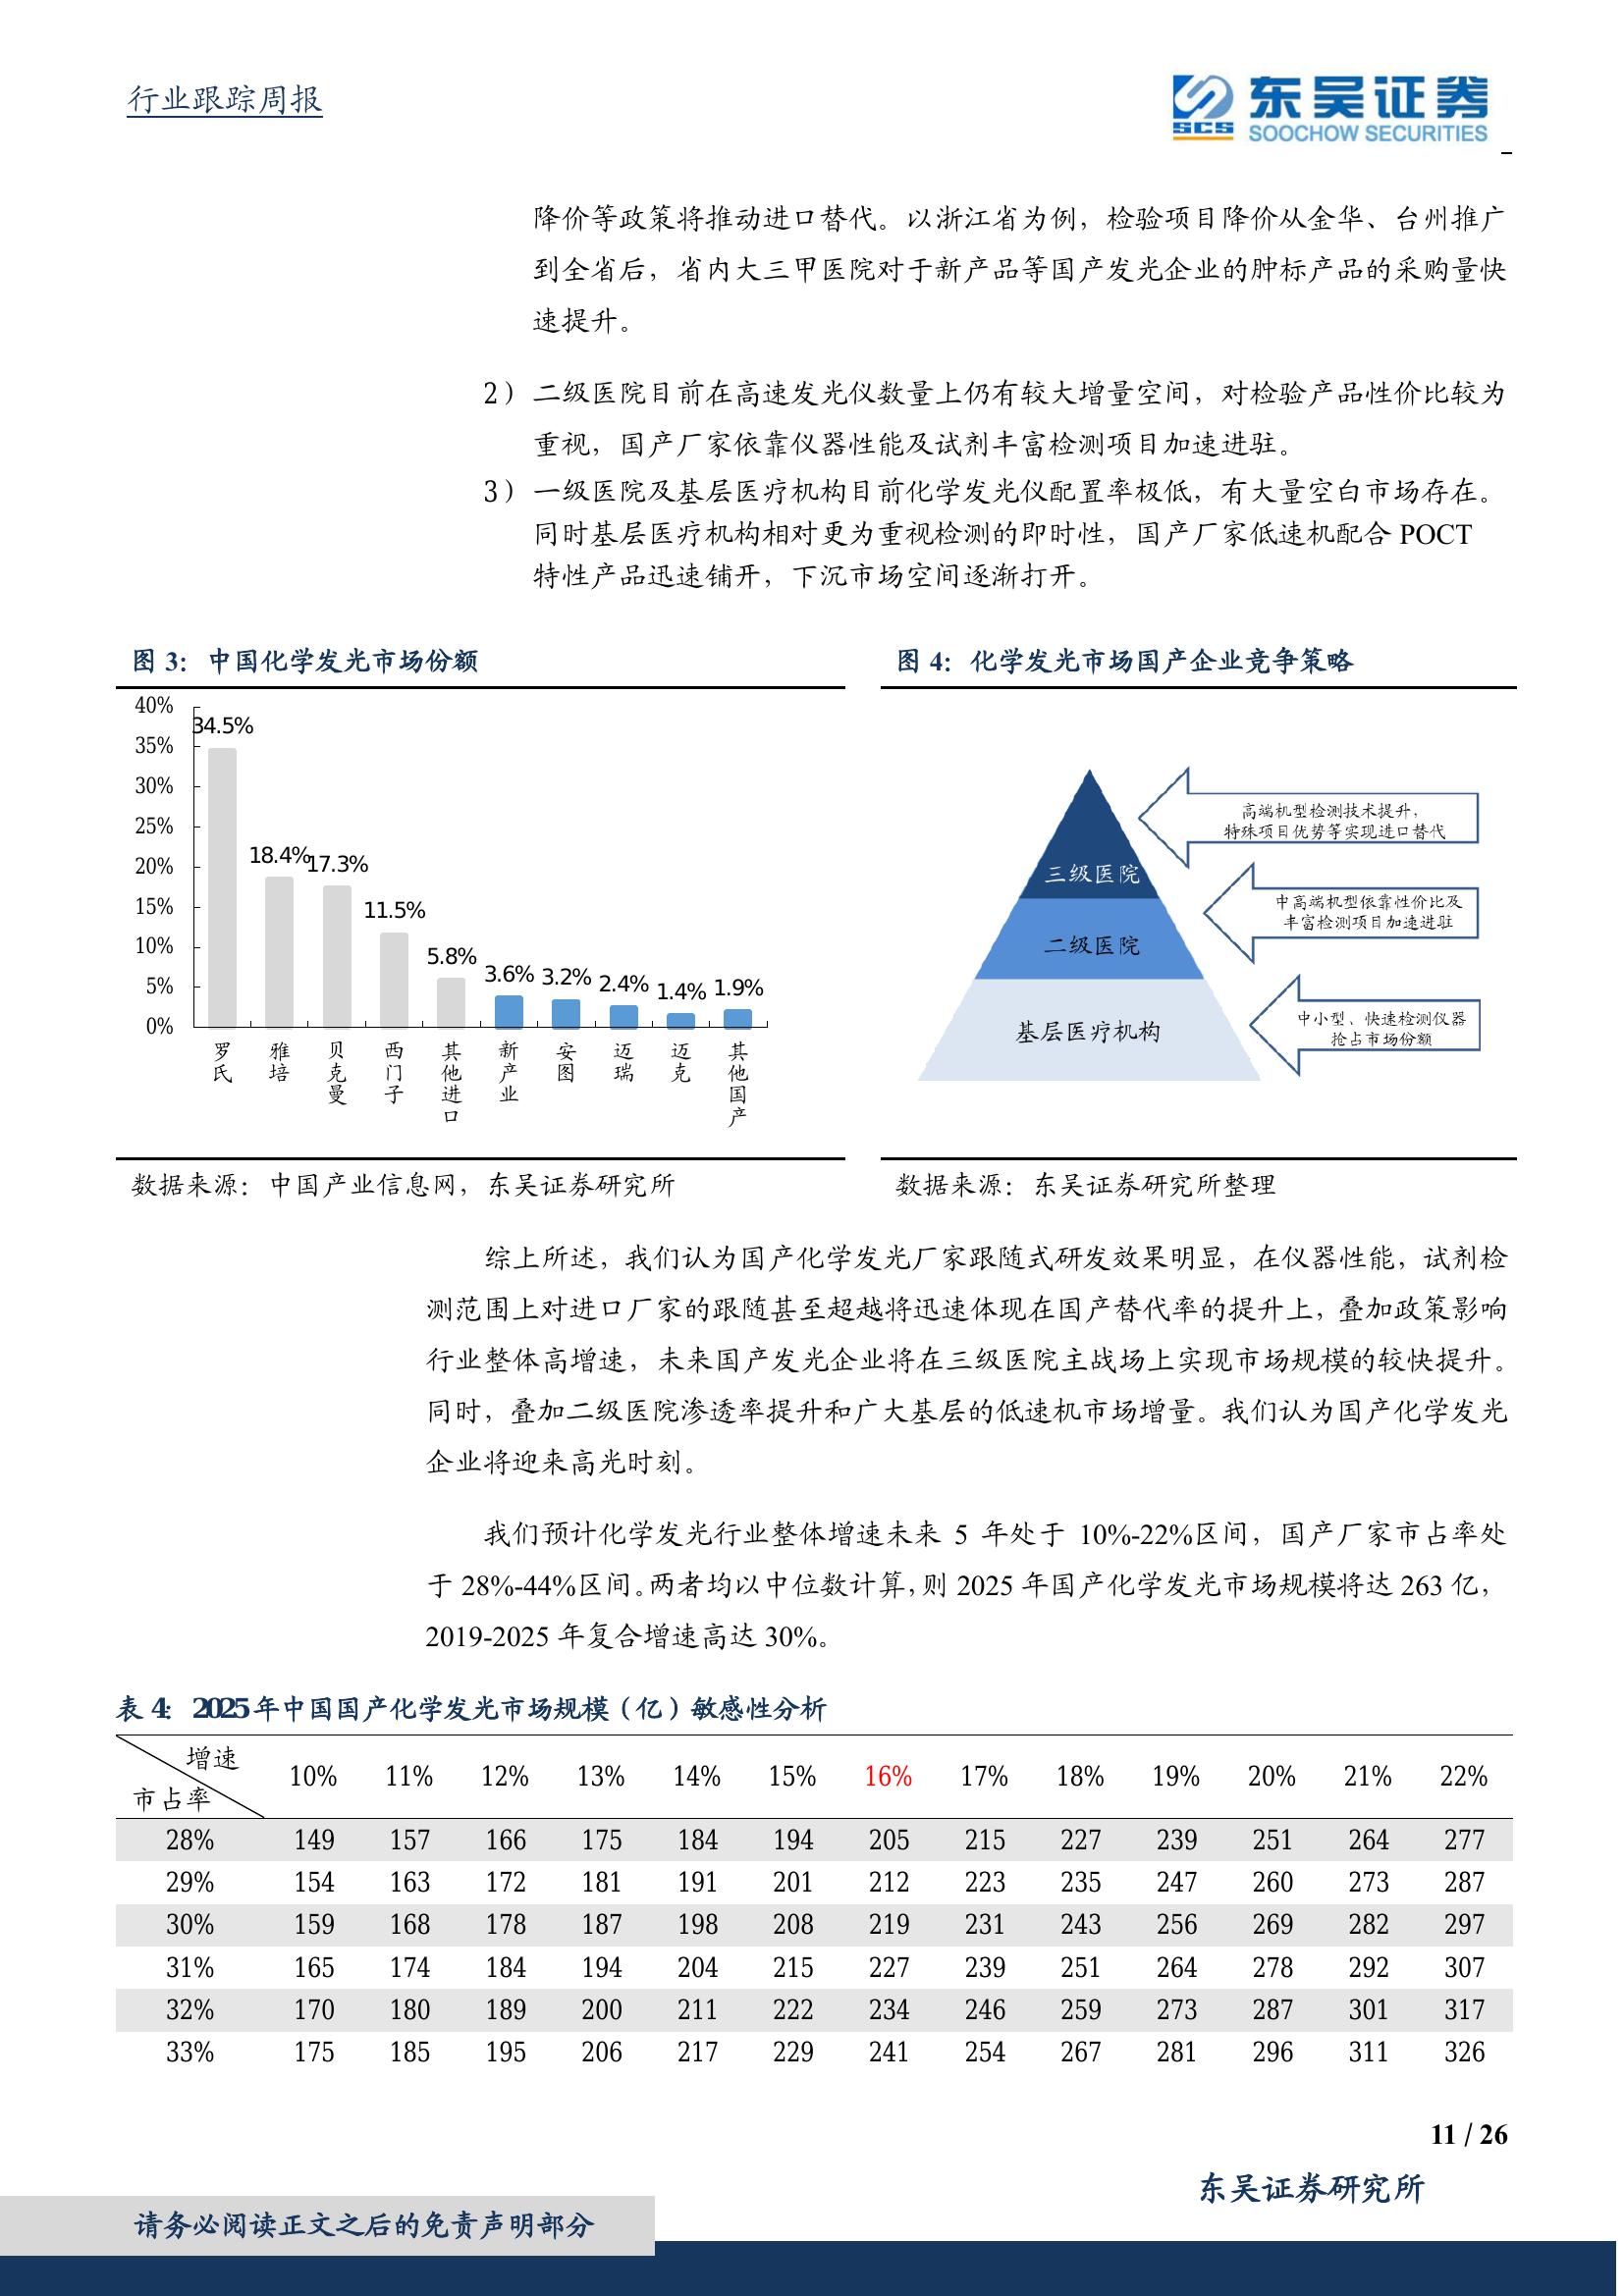 行业跟踪周报
SCS
东吴证券
SOOCHOW SECURITIES
降价等政策将推动进口替代。以浙江省为例，检验项目降价从金华、台州推广
到全省后，省内大三甲医院对于新产品等国产发光企业的肿标产品的采购量快
速提升。
2） 二级医院目前在高速发光仪数量上仍有较大增量空间，对检验产品性价比较为
重视，国产厂家依靠仪器性能及试剂丰富检测项目加速进驻。
3） 一级医院及基层医疗机构目前化学发光仪配置率极低，有大量空白市场存在。
同时基层医疗机构相对更为重视检测的即时性，国产厂家低速机配合 POCT
特性产品迅速铺开，下沉市场空间逐渐打开。
图 3：中国化学发光市场份额
40%
35%
30%
25%
20%
15%
10%
5%
0%
34.5%
18.4%
17.3%
11.5%
5.8%
3.6%
3.2%
2.4%
1.4%
1.9%
罗氏
雅培
贝克曼
西门子
其他进口
新产业
安图
迈瑞
迈克
其他国产
数据来源：中国产业信息网，东吴证券研究所
图 4：化学发光市场国产企业竞争策略
三级医院
二级医院
基层医疗机构
高端机型检测技术提升，
特殊项目优势等实现进口替代
中高端机型依靠性价比及
丰富检测项目加速进驻
中小型、快速检测仪器
抢占市场份额
数据来源：东吴证券研究所整理
综上所述，我们认为国产化学发光厂家跟随式研发效果明显，在仪器性能，试剂检
测范围上对进口厂家的跟随甚至超越将迅速体现在国产替代率的提升上，叠加政策影响
行业整体高增速，未来国产发光企业将在三级医院主战场上实现市场规模的较快提升。
同时，叠加二级医院渗透率提升和广大基层的低速机市场增量。我们认为国产化学发光
企业将迎来高光时刻。
我们预计化学发光行业整体增速未来 5 年处于 10%-22%区间，国产厂家市占率处
于 28%-44%区间。两者均以中位数计算，则 2025 年国产化学发光市场规模将达 263 亿，
2019-2025 年复合增速高达 30%。
表 4：2025 年中国国产化学发光市场规模（亿）敏感性分析
增速
市占率
10% 11% 12% 13% 14% 15% 16% 17% 18% 19% 20% 21% 22%
28% 149 157 166 175 184 194 205 215 227 239 251 264 277
29% 154 163 172 181 191 201 212 223 235 247 260 273 287
30% 159 168 178 187 198 208 219 231 243 256 269 282 297
31% 165 174 184 194 204 215 227 239 251 264 278 292 307
32% 170 180 189 200 211 222 234 246 259 273 287 301 317
33% 175 185 195 206 217 229 241 254 267 281 296 311 326
11 / 26
东吴证券研究所
请务必阅读正文之后的免责声明部分